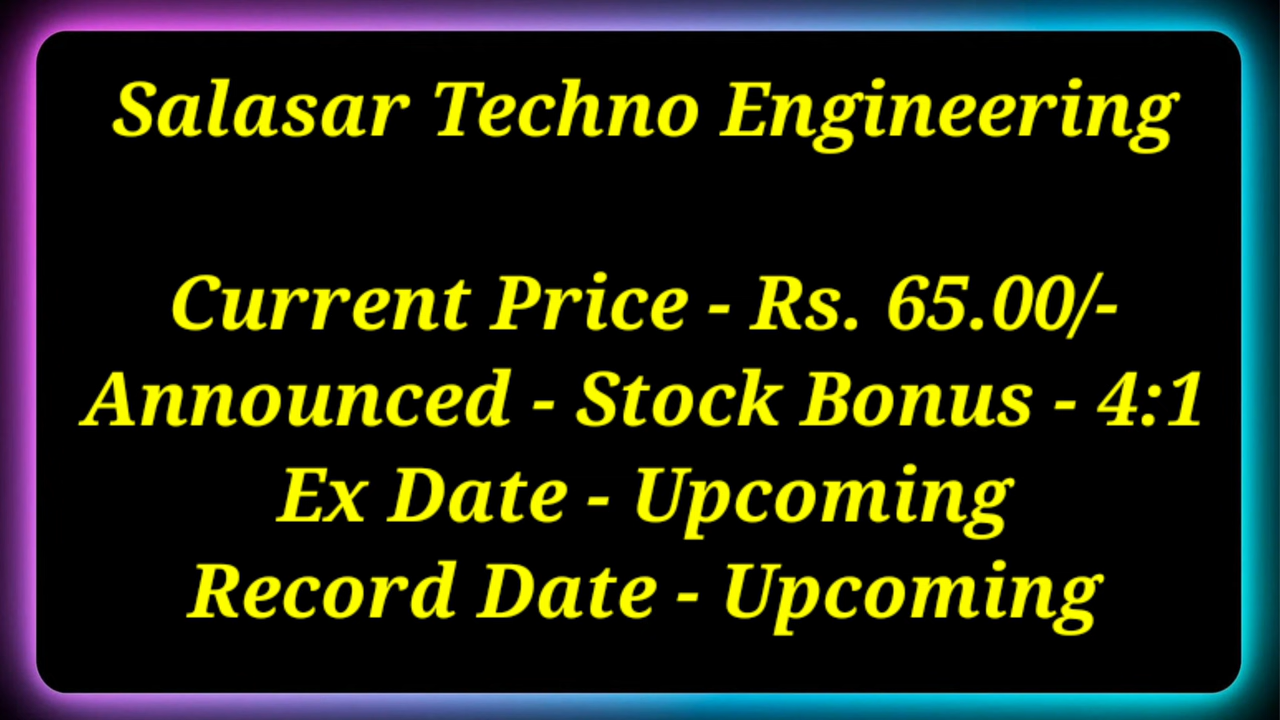 Salasar Techno Engineering
Current Price - Rs. 65.00/-
Announced - Stock Bonus - 4:1
Ex Date - Upcoming
Record Date - Upcoming